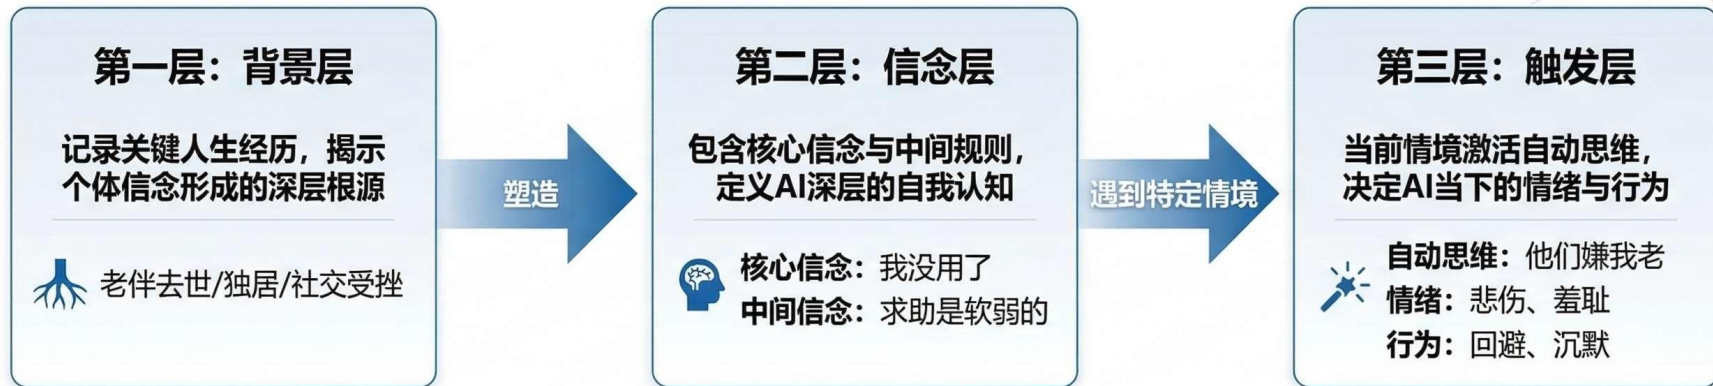 第一层：背景层
记录关键人生经历，揭示
个体信念形成的深层根源
老伴去世/独居/社交受挫
塑造
第二层：信念层
包含核心信念与中间规则，
定义AI深层的自我认知
核心信念：我没用了
中间信念：求助是软弱的
遇到特定情境
第三层：触发层
当前情境激活自动思维，
决定AI当下的情绪与行为
自动思维：他们嫌我老
情绪：悲伤、羞耻
行为：回避、沉默